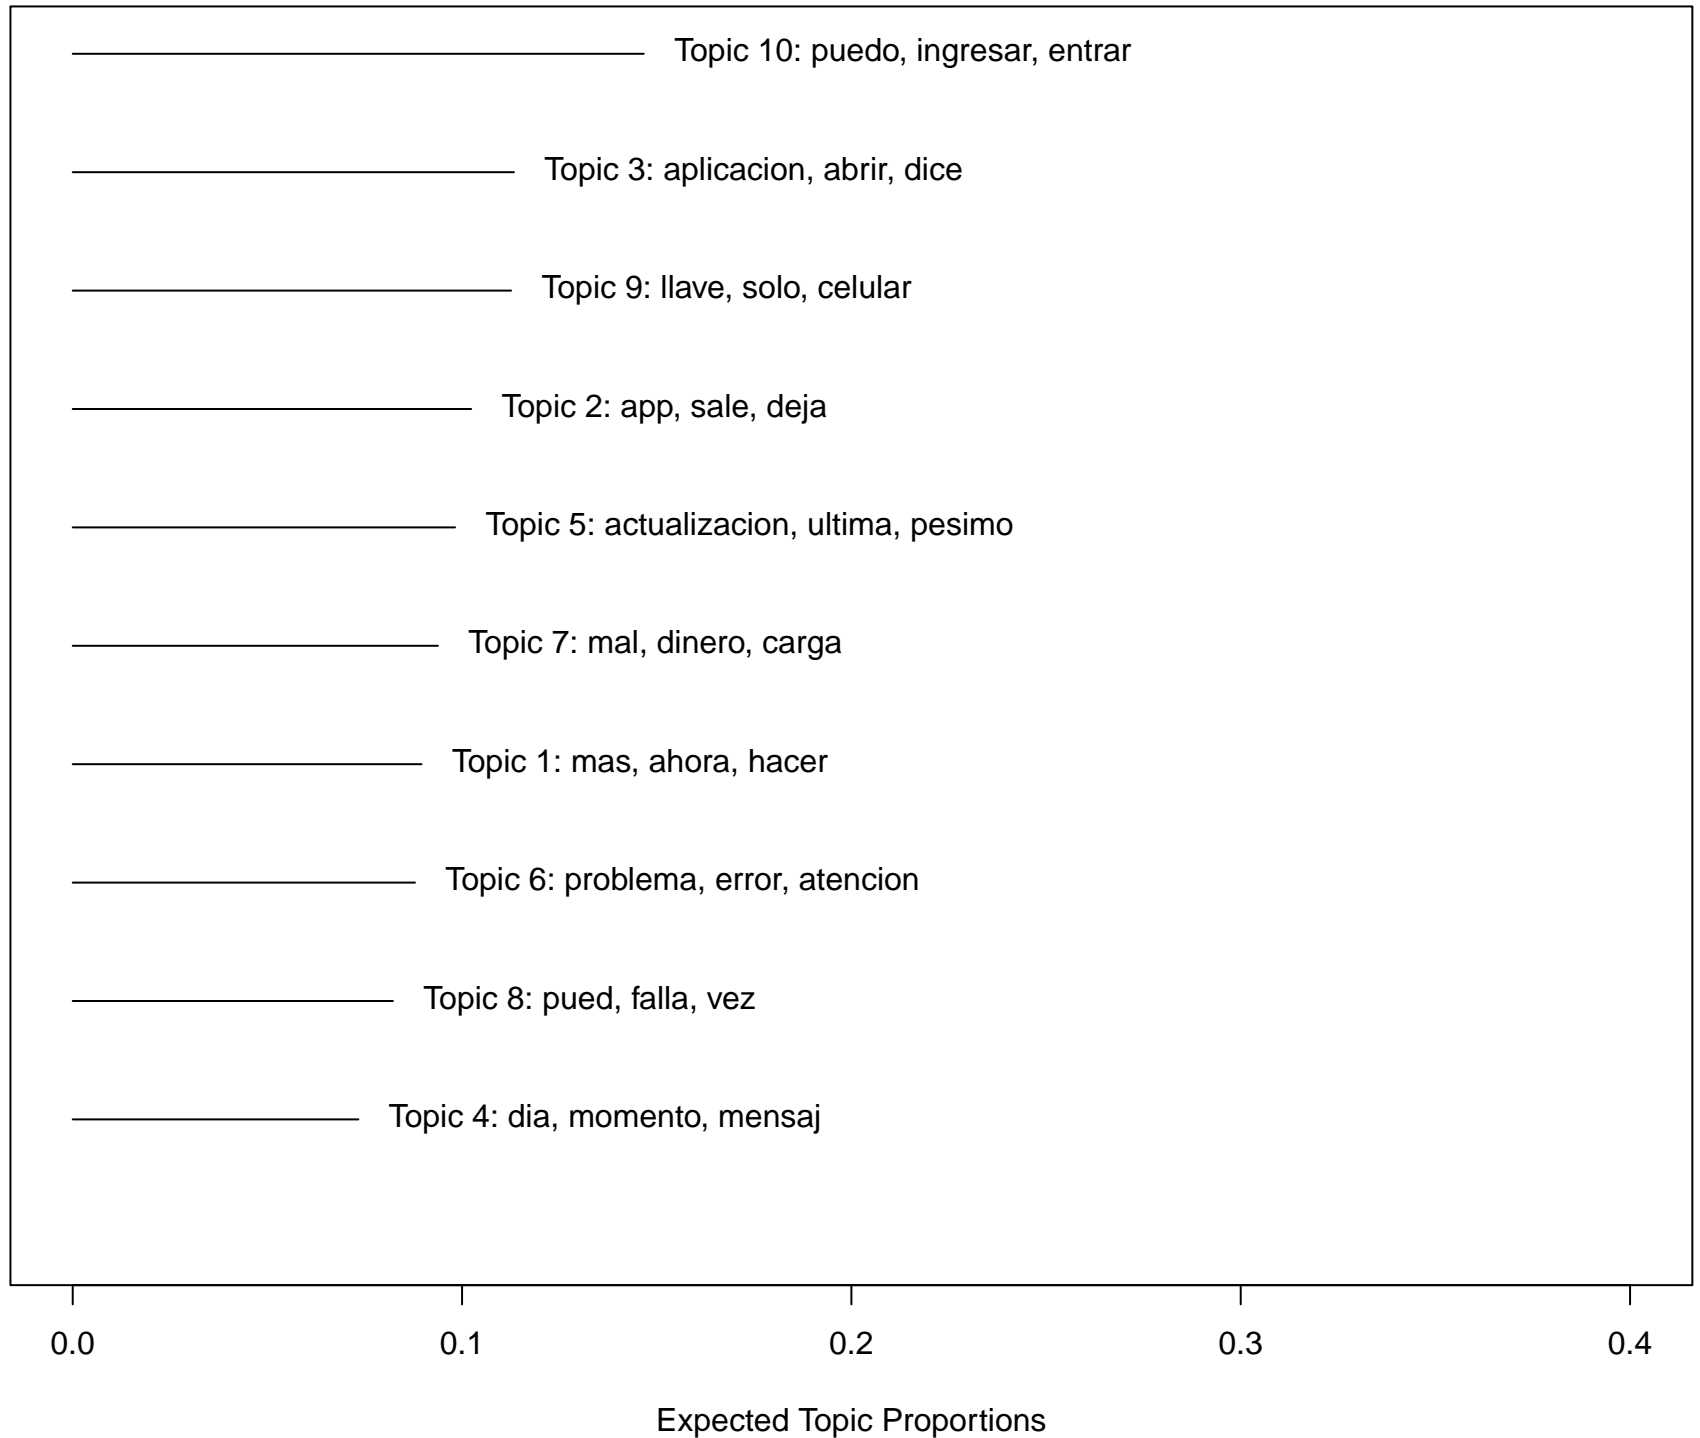 Topic 10: puedo, ingresar, entrar
Topic 3: aplicacion, abrir, dice
Topic 9: llave, solo, celular
Topic 2: app, sale, deja
Topic 5: actualizacion, ultima, pesimo
Topic 7: mal, dinero, carga
Topic 1: mas, ahora, hacer
Topic 6: problema, error, atencion
Topic 8: pued, falla, vez
Topic 4: dia, momento, mensaj
0.0 0.1 0.2 0.3 0.4
Expected Topic Proportions